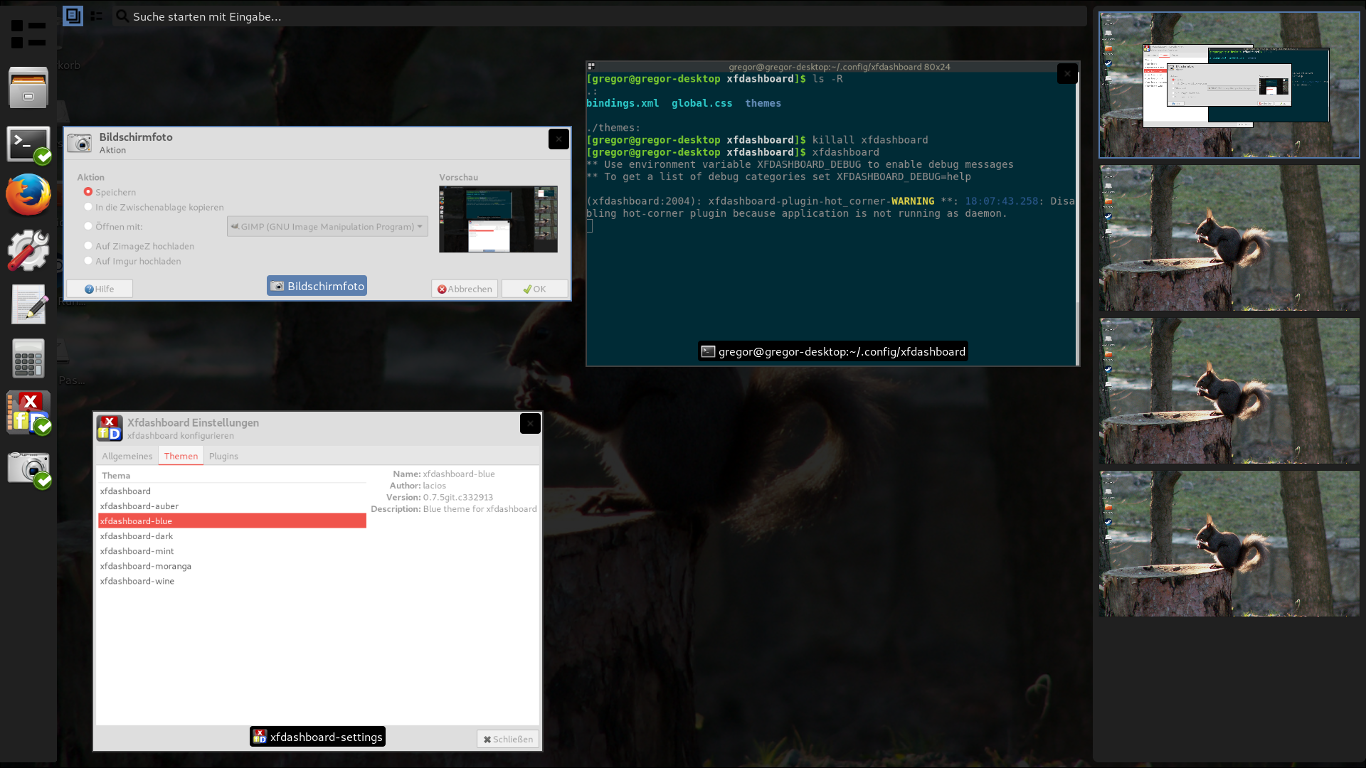 Suche starten mit Eingabe...
Bildschirmfoto
Aktion
Aktion
Speichern
In die Zwischenablage kopieren
Öffnen mit:
GIMP (GNU Image Manipulation Program)
Auf ZimageZ hochladen
Auf Imgur hochladen
Vorschau
Hilfe
Bildschirmfoto
Abbrechen
OK
gregor@gregor-desktop:~/.config/xfdashboard 80x24
[gregor@gregor-desktop xfdashboard]$ ls -R
.:
bindings.xml global.css themes
./themes:
[gregor@gregor-desktop xfdashboard]$ killall xfdashboard
[gregor@gregor-desktop xfdashboard]$ xfdashboard
** Use environment variable XFDASHBOARD_DEBUG to enable debug messages
** To get a list of debug categories set XFDASHBOARD_DEBUG=help
(xfdashboard:2004): xfdashboard-plugin-hot_corner-WARNING **: 18:07:43.258: Disa
bling hot-corner plugin because application is not running as daemon.
gregor@gregor-desktop:~/.config/xfdashboard
Xfdashboard Einstellungen
xfdashboard konfigurieren
Allgemeines Themen Plugins
Thema
xfdashboard
xfdashboard-auber
xfdashboard-blue
xfdashboard-dark
xfdashboard-mint
xfdashboard-moranga
xfdashboard-wine
Name: xfdashboard-blue
Author: lacios
Version: 0.7.5git.c332913
Description: Blue theme for xfdashboard
xfdashboard-settings
Schließen